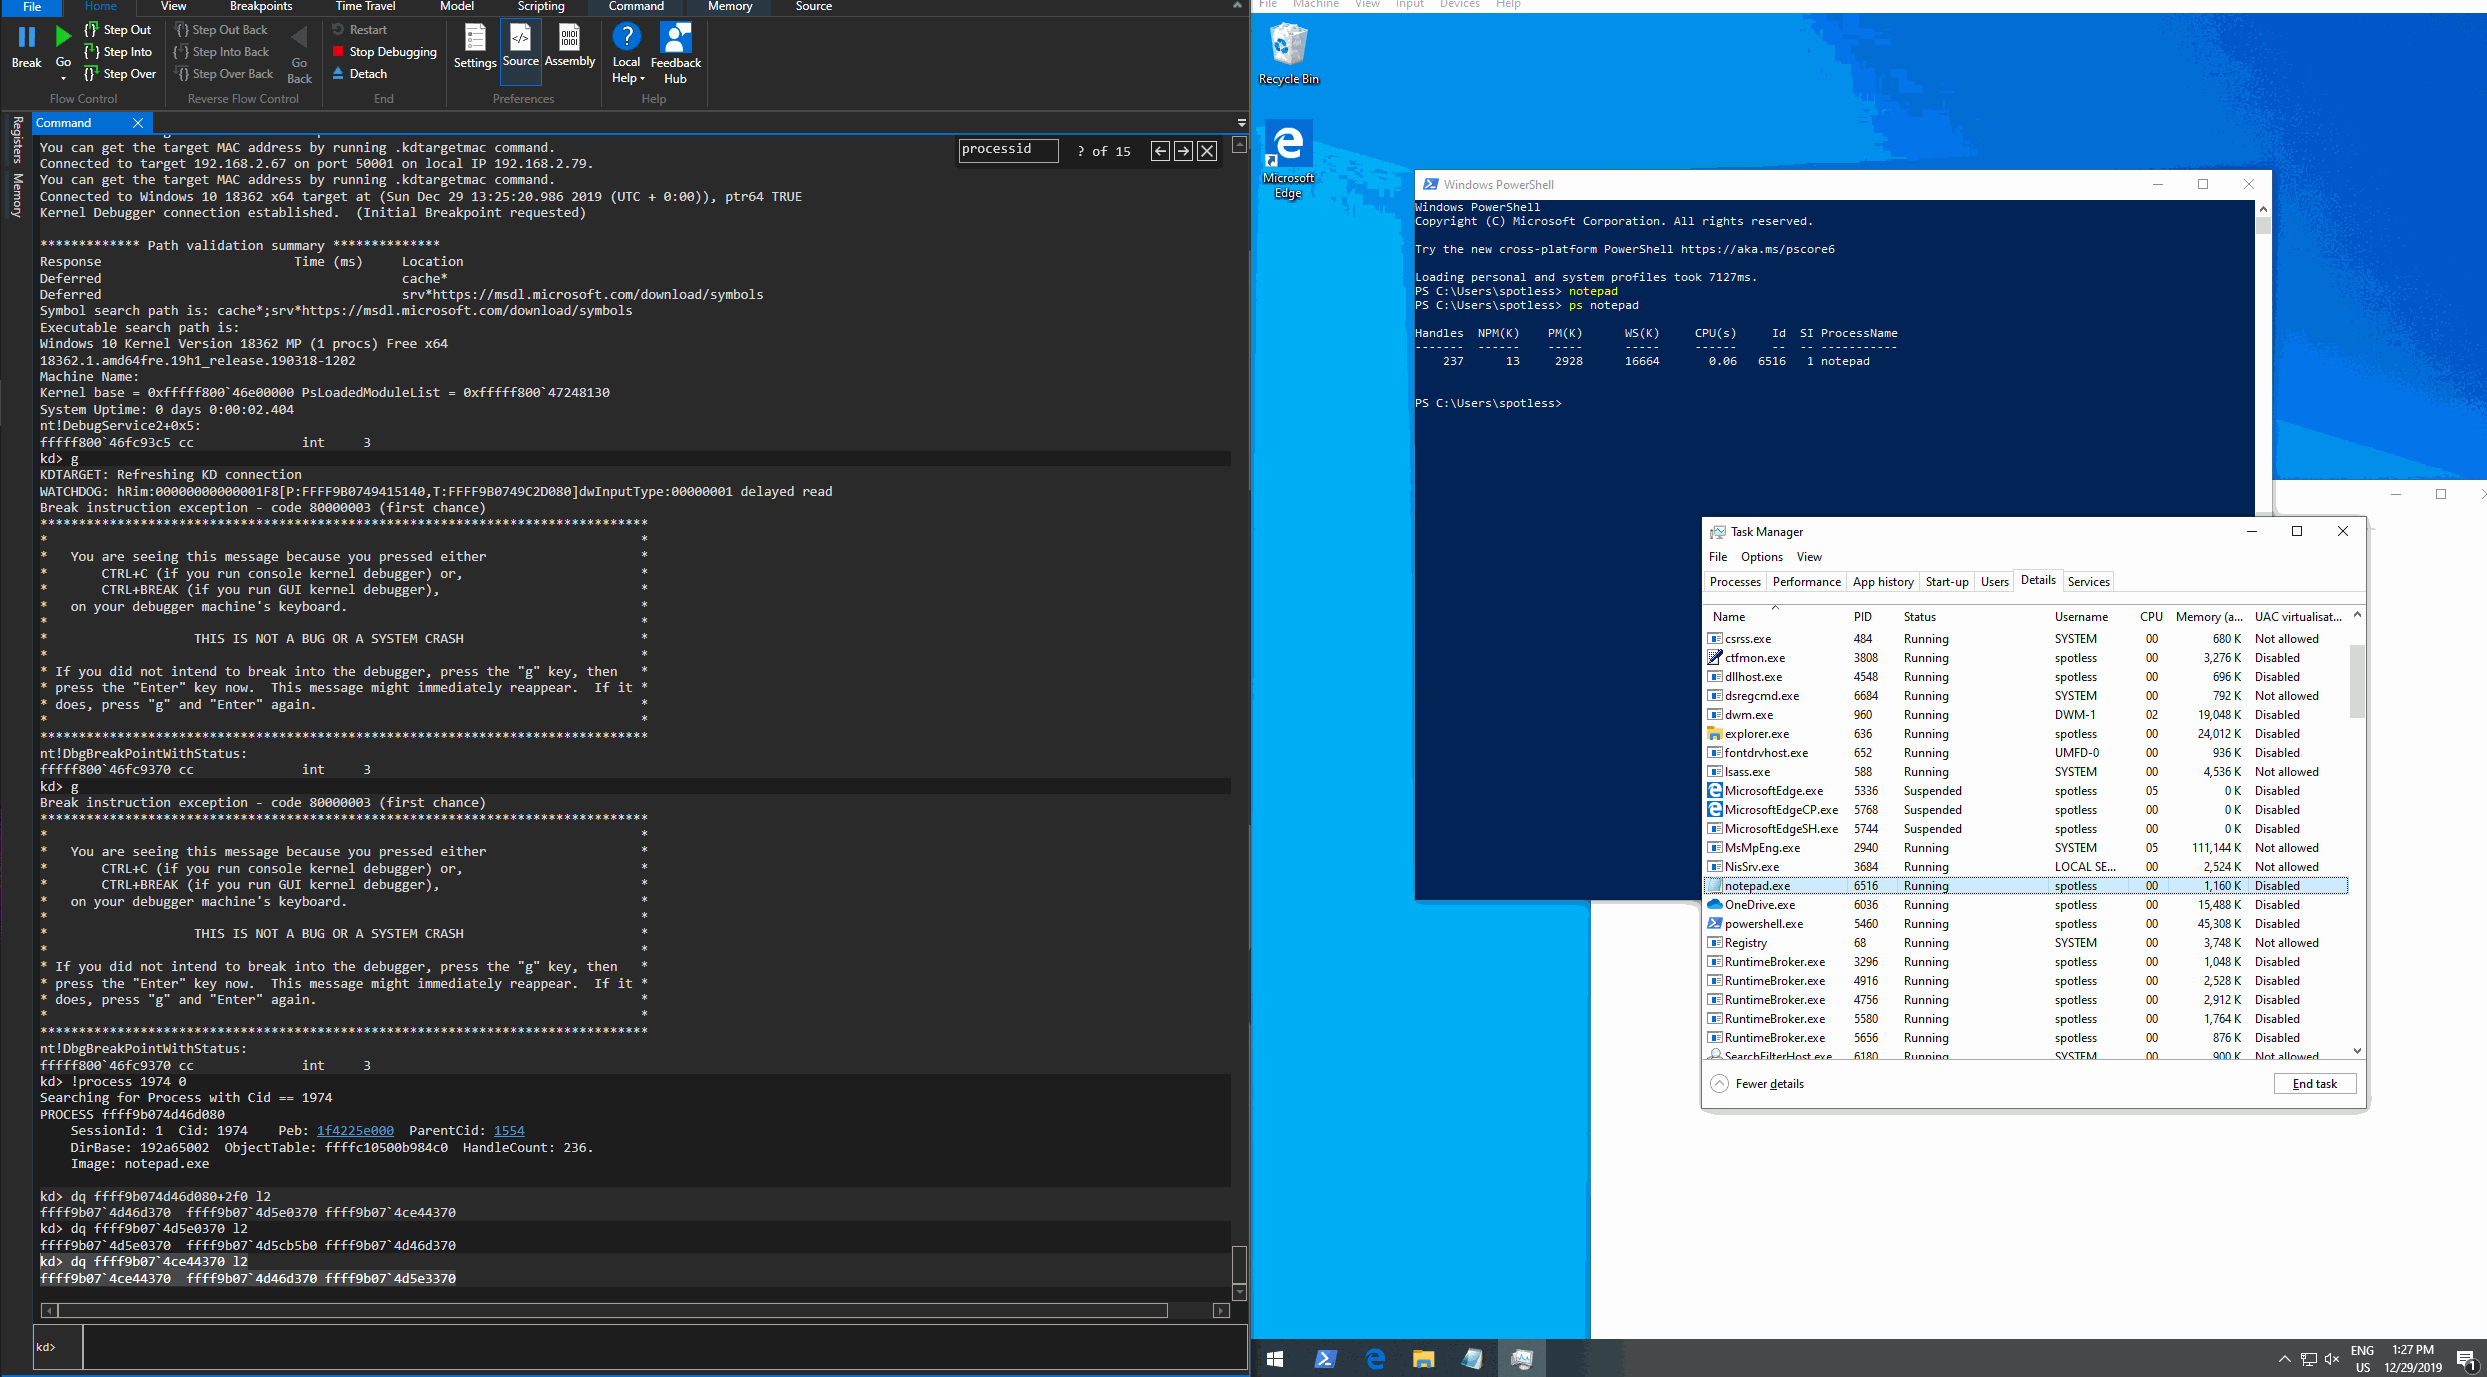 File Home View Breakpoints Time Travel Model Scripting Command Memory Source
Break
Go
Step Out
Step Into
Step Over
Flow Control
Step Out Back
Step Into Back
Step Over Back
Go Back
Reverse Flow Control
Restart
Stop Debugging
Detach
End
Settings Source Assembly
Preferences
Local Help
Feedback Hub
Help
Registers
Memory
Command
processid ? of 15
You can get the target MAC address by running .kdtargetmac command.
Connected to target 192.168.2.67 on port 50001 on local IP 192.168.2.79.
You can get the target MAC address by running .kdtargetmac command.
Connected to Windows 10 18362 x64 target at (Sun Dec 29 13:25:20.986 2019 (UTC + 0:00)), ptr64 TRUE
Kernel Debugger connection established.  (Initial Breakpoint requested)
************* Path validation summary **************
Response                         Time (ms)     Location
Deferred                                       cache*
Deferred                                       srv*https://msdl.microsoft.com/download/symbols
Symbol search path is: cache*;srv*https://msdl.microsoft.com/download/symbols
Executable search path is:
Windows 10 Kernel Version 18362 MP (1 procs) Free x64
18362.1.amd64fre.19h1_release.190318-1202
Machine Name:
Kernel base = 0xfffff800`46e00000 PsLoadedModuleList = 0xfffff800`47248130
System Uptime: 0 days 0:00:02.404
nt!DebugService2+0x5:
fffff800`46fc93c5 cc              int     3
kd> g
KDTARGET: Refreshing KD connection
WATCHDOG: hRim:00000000000001F8[P:FFFF9B0749415140,T:FFFF9B0749C2D080]dwInputType:00000001 delayed read
Break instruction exception - code 80000003 (first chance)
*******************************************************************************
*                                                                             *
*   You are seeing this message because you pressed either                    *
*       CTRL+C (if you run console kernel debugger) or,                       *
*       CTRL+BREAK (if you run GUI kernel debugger),                          *
*   on your debugger machine's keyboard.                                      *
*                                                                             *
*                   THIS IS NOT A BUG OR A SYSTEM CRASH                       *
*                                                                             *
* If you did not intend to break into the debugger, press the "g" key, then   *
* press the "Enter" key now.  This message might immediately reappear.  If it *
* does, press "g" and "Enter" again.                                          *
*                                                                             *
*******************************************************************************
nt!DbgBreakPointWithStatus:
fffff800`46fc9370 cc              int     3
kd> g
Break instruction exception - code 80000003 (first chance)
*******************************************************************************
*                                                                             *
*   You are seeing this message because you pressed either                    *
*       CTRL+C (if you run console kernel debugger) or,                       *
*       CTRL+BREAK (if you run GUI kernel debugger),                          *
*   on your debugger machine's keyboard.                                      *
*                                                                             *
*                   THIS IS NOT A BUG OR A SYSTEM CRASH                       *
*                                                                             *
* If you did not intend to break into the debugger, press the "g" key, then   *
* press the "Enter" key now.  This message might immediately reappear.  If it *
* does, press "g" and "Enter" again.                                          *
*                                                                             *
*******************************************************************************
nt!DbgBreakPointWithStatus:
fffff800`46fc9370 cc              int     3
kd> !process 1974 0
Searching for Process with Cid == 1974
PROCESS ffff9b074d46d080
SessionId: 1  Cid: 1974    Peb: 1f4225e000  ParentCid: 1554
DirBase: 192a65002  ObjectTable: ffffc10500b984c0  HandleCount: 236.
Image: notepad.exe
kd> dq ffff9b074d46d080+2f0 l2
ffff9b07`4d46d370  ffff9b07`4d5e0370 ffff9b07`4ce44370
kd> dq ffff9b07`4d5e0370 l2
ffff9b07`4d5e0370  ffff9b07`4d5cb5b0 ffff9b07`4d46d370
kd> dq ffff9b07`4ce44370 l2
ffff9b07`4ce44370  ffff9b07`4d46d370 ffff9b07`4d5e3370
kd>
File Machine View Input Devices Help
Recycle Bin
Microsoft Edge
Windows PowerShell
Windows PowerShell
Copyright (C) Microsoft Corporation. All rights reserved.
Try the new cross-platform PowerShell https://aka.ms/pscore6
Loading personal and system profiles took 7127ms.
PS C:\Users\spotless> notepad
PS C:\Users\spotless> ps notepad
Handles  NPM(K)    PM(K)      WS(K)     CPU(s)     Id  SI ProcessName
-------  ------    -----      -----     ------     --  -- -----------
237      13     2928      16664       0.06   6516   1 notepad
PS C:\Users\spotless>
Task Manager
File Options View
Processes Performance App history Start-up Users Details Services
Name PID Status Username CPU Memory (a... UAC virtualisat...
csrss.exe 484 Running SYSTEM 00 680 K Not allowed
ctfmon.exe 3808 Running spotless 00 3,276 K Disabled
dllhost.exe 4548 Running spotless 00 696 K Disabled
dsregcmd.exe 6684 Running SYSTEM 00 792 K Not allowed
dwm.exe 960 Running DWM-1 02 19,048 K Disabled
explorer.exe 636 Running spotless 00 24,012 K Disabled
fontdrvhost.exe 652 Running UMFD-0 00 936 K Disabled
lsass.exe 588 Running SYSTEM 00 4,536 K Not allowed
MicrosoftEdge.exe 5336 Suspended spotless 05 0 K Disabled
MicrosoftEdgeCP.exe 5768 Suspended spotless 00 0 K Disabled
MicrosoftEdgeSH.exe 5744 Suspended spotless 00 0 K Disabled
MsMpEng.exe 2940 Running SYSTEM 05 111,144 K Not allowed
NisSrv.exe 3684 Running LOCAL SE... 00 2,524 K Not allowed
notepad.exe 6516 Running spotless 00 1,160 K Disabled
OneDrive.exe 6036 Running spotless 00 15,488 K Disabled
powershell.exe 5460 Running spotless 00 45,308 K Disabled
Registry 68 Running SYSTEM 00 3,748 K Not allowed
RuntimeBroker.exe 3296 Running spotless 00 1,048 K Disabled
RuntimeBroker.exe 4916 Running spotless 00 2,528 K Disabled
RuntimeBroker.exe 4756 Running spotless 00 2,912 K Disabled
RuntimeBroker.exe 5580 Running spotless 00 1,764 K Disabled
RuntimeBroker.exe 5656 Running spotless 00 876 K Disabled
SearchFilterHost.exe 6180 Running SYSTEM 00 900 K Not allowed
Fewer details
End task
ENG US
1:27 PM
12/29/2019
1